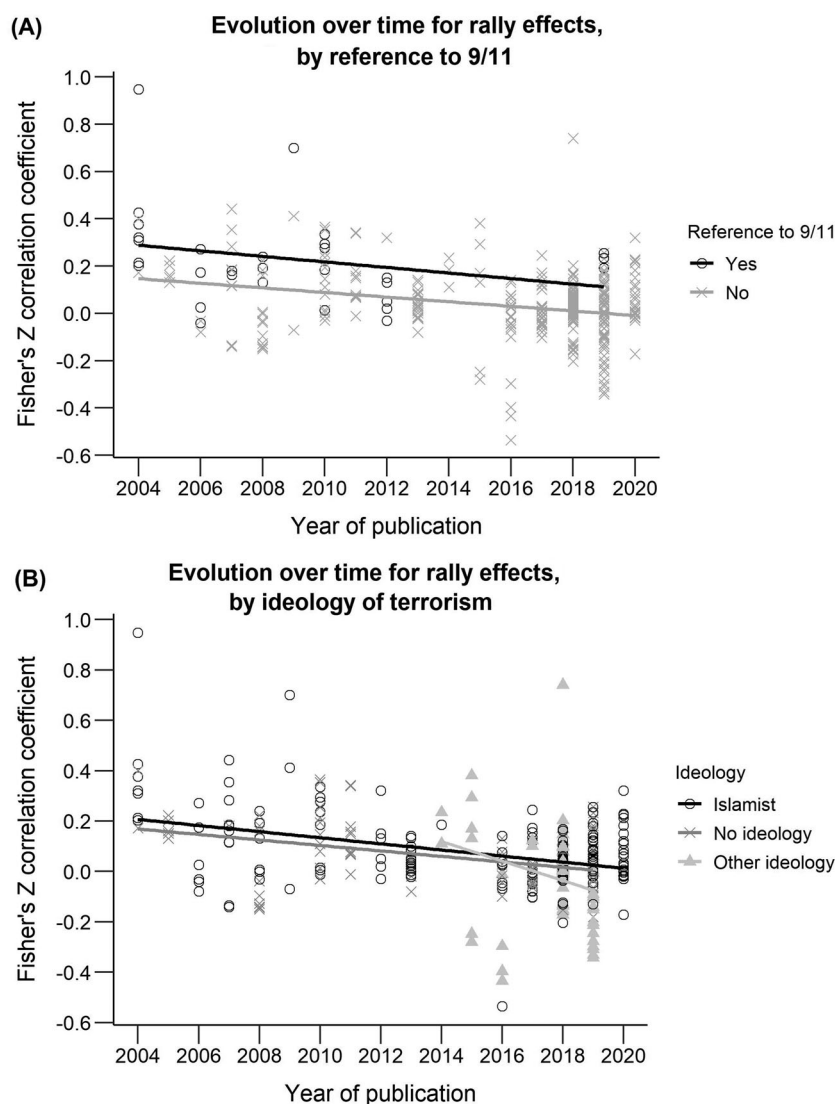 (A)
Evolution over time for rally effects,
by reference to 9/11
Fisher's Z correlation coefficient
1.0
0.8
0.6
0.4
0.2
0.0
-0.2
-0.4
-0.6
2004 2006 2008 2010 2012 2014 2016 2018 2020
Year of publication
Reference to 9/11
Yes
No
(B)
Evolution over time for rally effects,
by ideology of terrorism
Fisher's Z correlation coefficient
1.0
0.8
0.6
0.4
0.2
0.0
-0.2
-0.4
-0.6
2004 2006 2008 2010 2012 2014 2016 2018 2020
Year of publication
Ideology
Islamist
No ideology
Other ideology